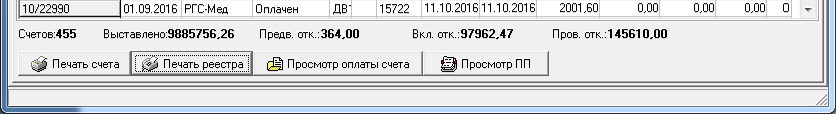 10/22990 01.09.2016 РГС-Мед Оплачен ДВ 15722 11.10.2016 11.10.2016 2001,60 0,00 0,00 0,00 0
Счетов:455 Выставлено:9885756,26 Предв. отк.:364,00 Вкл. отк.:97962,47 Пров. отк.:145610,00
Печать счета Печать реестра Просмотр оплаты счета Просмотр ПП